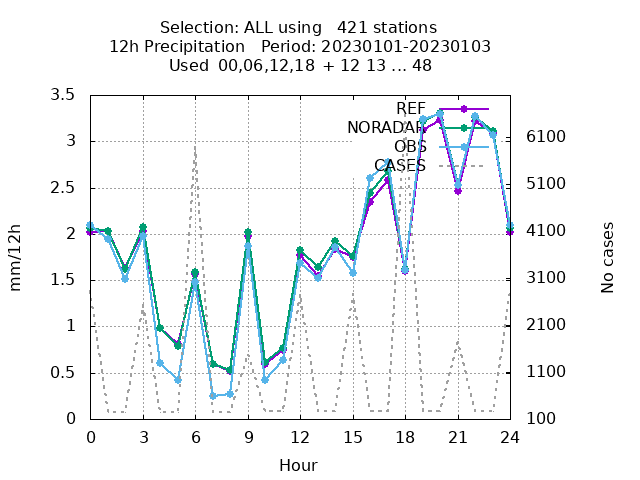 Selection: ALL using   421 stations
12h Precipitation   Period: 20230101-20230103
Used  00,06,12,18  + 12 13 ... 48
REF
NORADAR
OBS
CASES
3.5
3
2.5
2
1.5
1
0.5
0
mm/12h
6100
5100
4100
3100
2100
1100
100
No cases
0 3 6 9 12 15 18 21 24
Hour